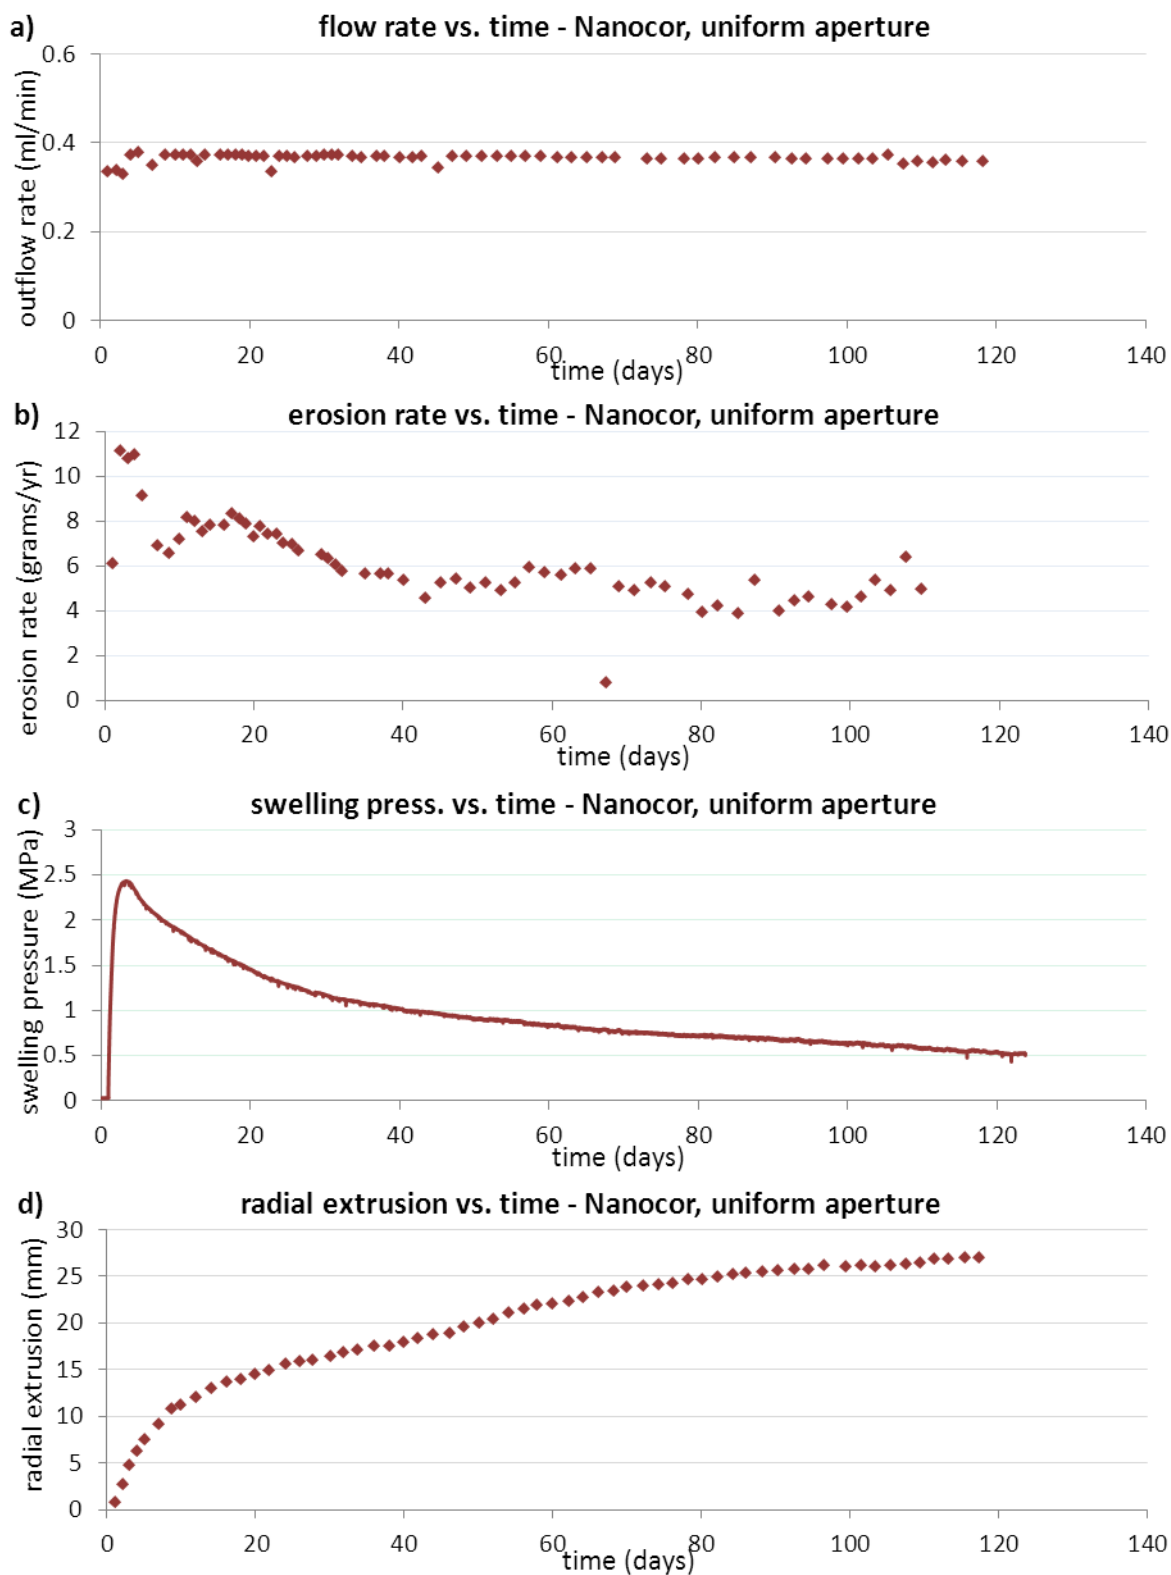 a) flow rate vs. time - Nanocor, uniform aperture
outflow rate (ml/min)
0.6
0.4
0.2
0
0 20 40 60 80 100 120 140
time (days)
b) erosion rate vs. time - Nanocor, uniform aperture
erosion rate (grams/yr)
12
10
8
6
4
2
0
0 20 40 60 80 100 120 140
time (days)
c) swelling press. vs. time - Nanocor, uniform aperture
swelling pressure (MPa)
3
2.5
2
1.5
1
0.5
0
0 20 40 60 80 100 120 140
time (days)
d) radial extrusion vs. time - Nanocor, uniform aperture
radial extrusion (mm)
30
25
20
15
10
5
0
0 20 40 60 80 100 120 140
time (days)